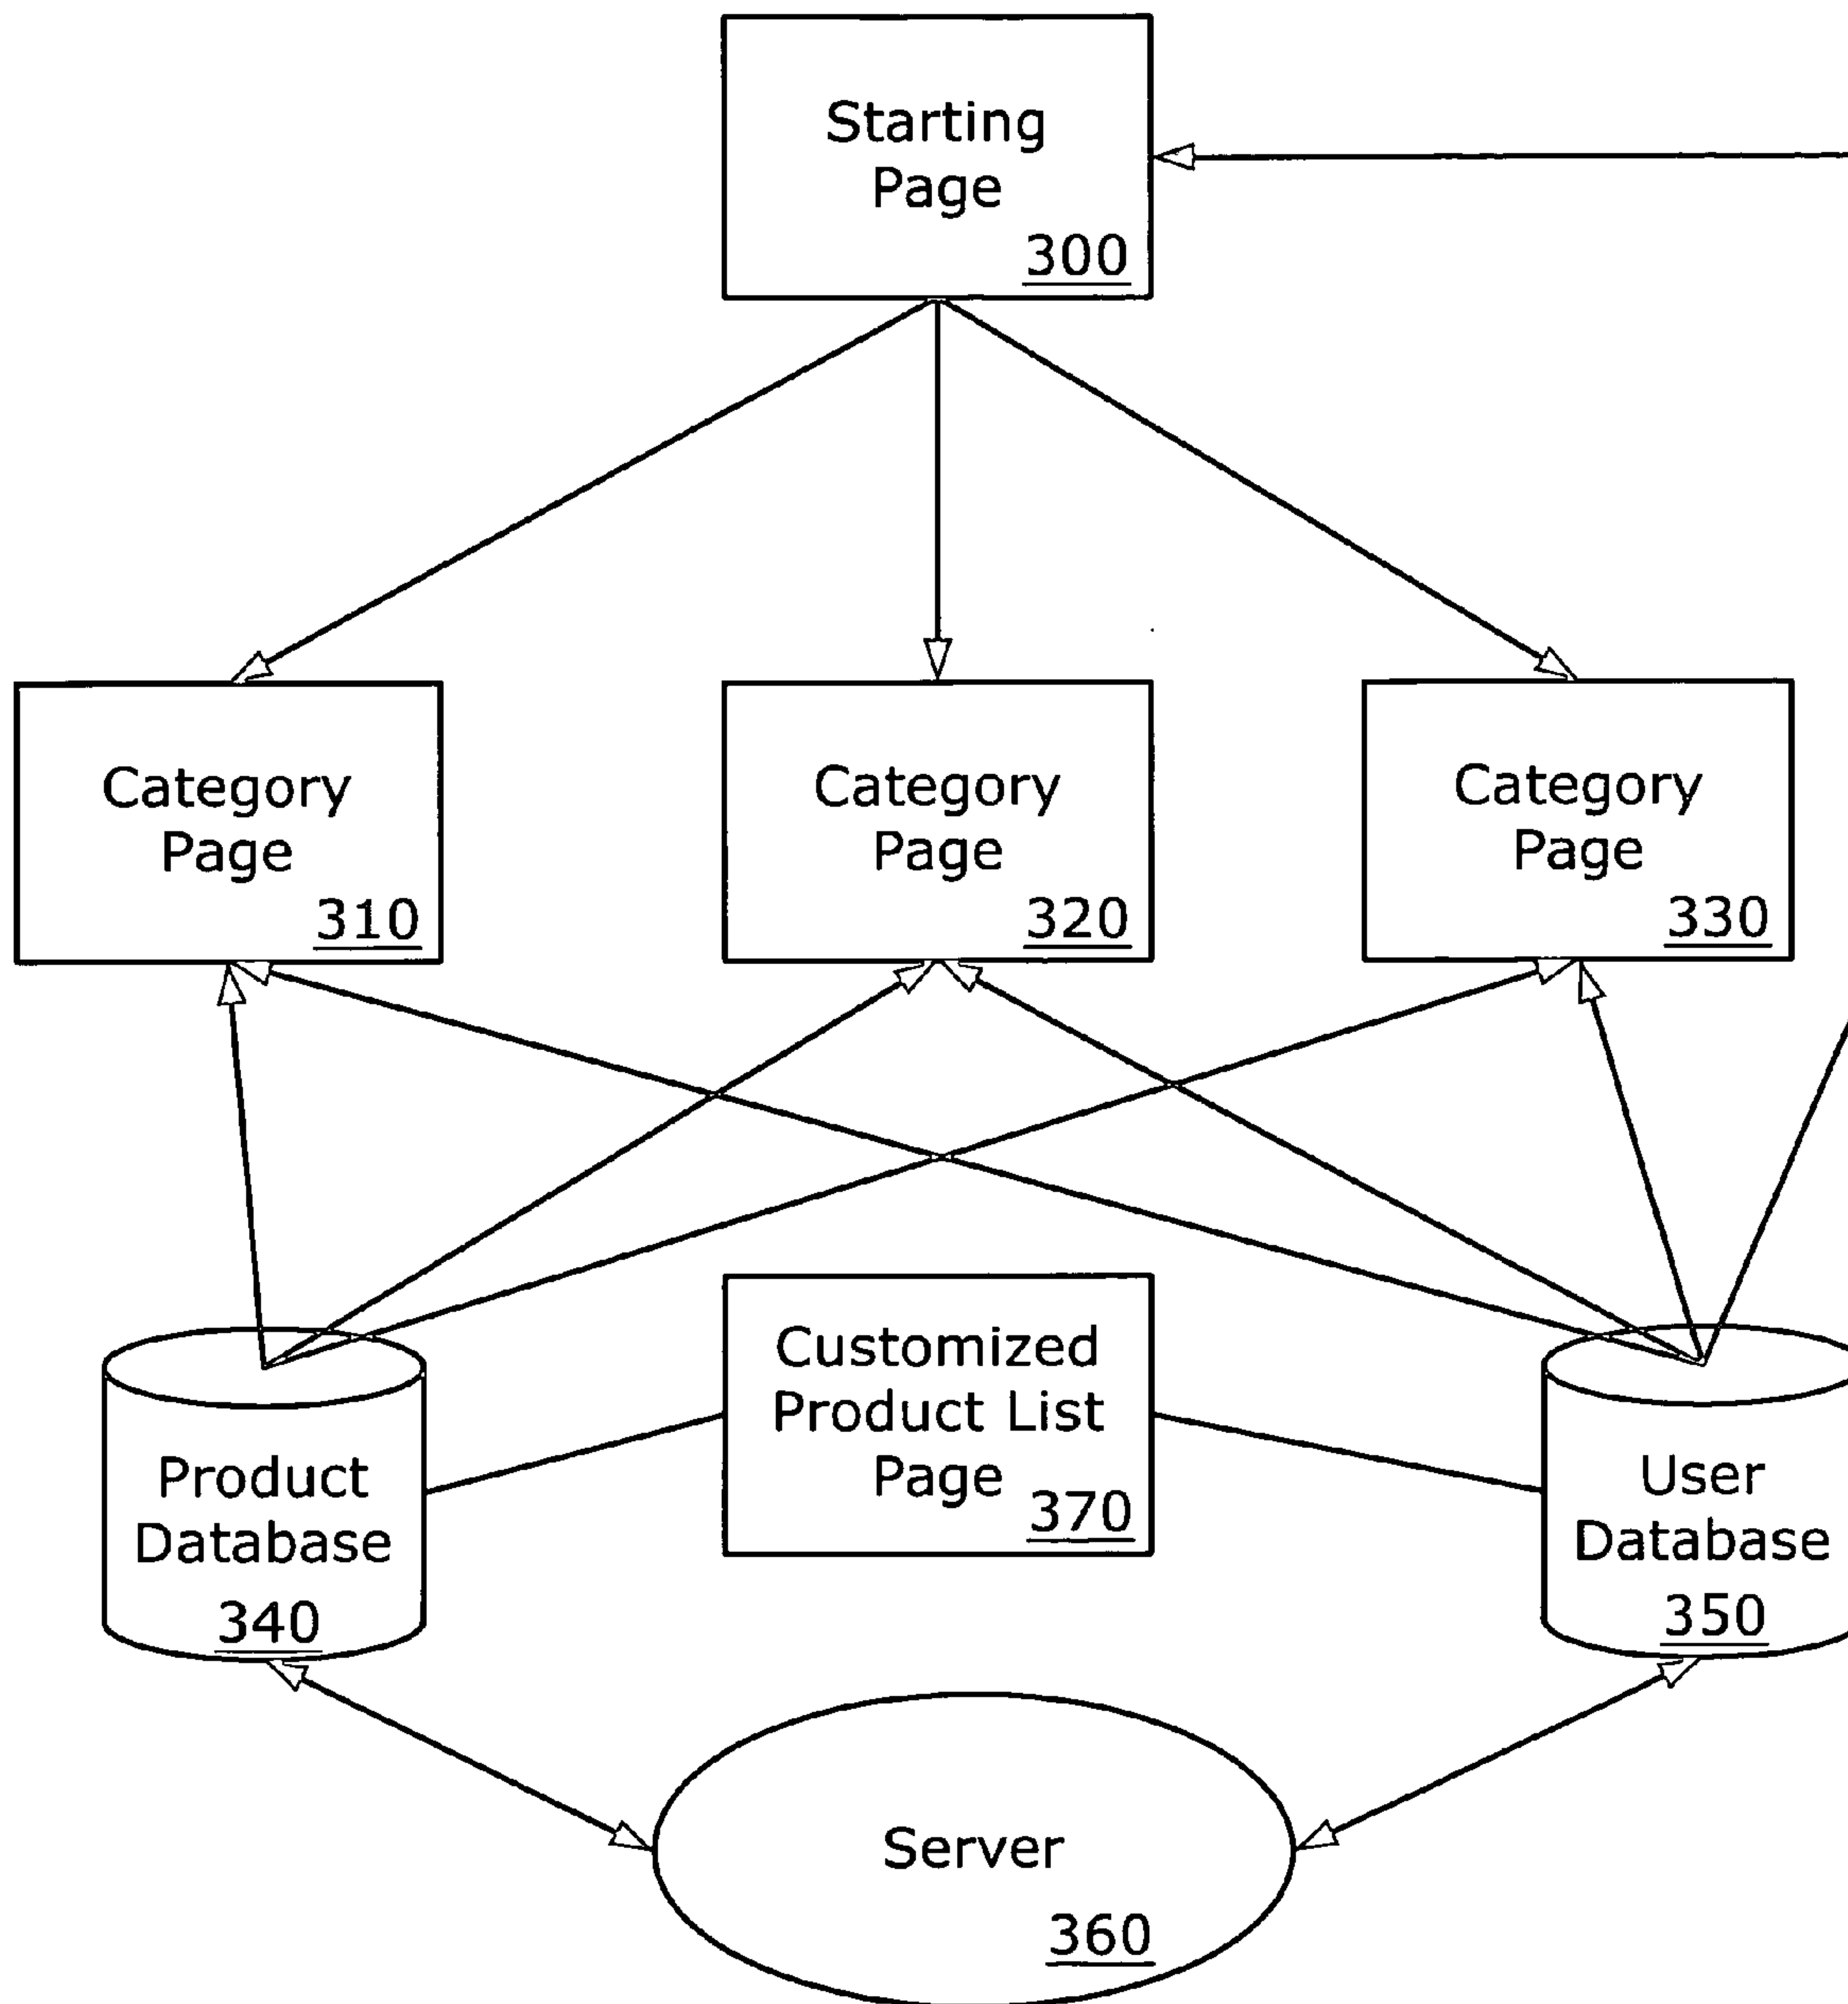 Starting
Page
300
Category
Page
310
Category
Page
320
Category
Page
330
Customized
Product List
Page
370
Product
Database
340
User
Database
350
Server
360